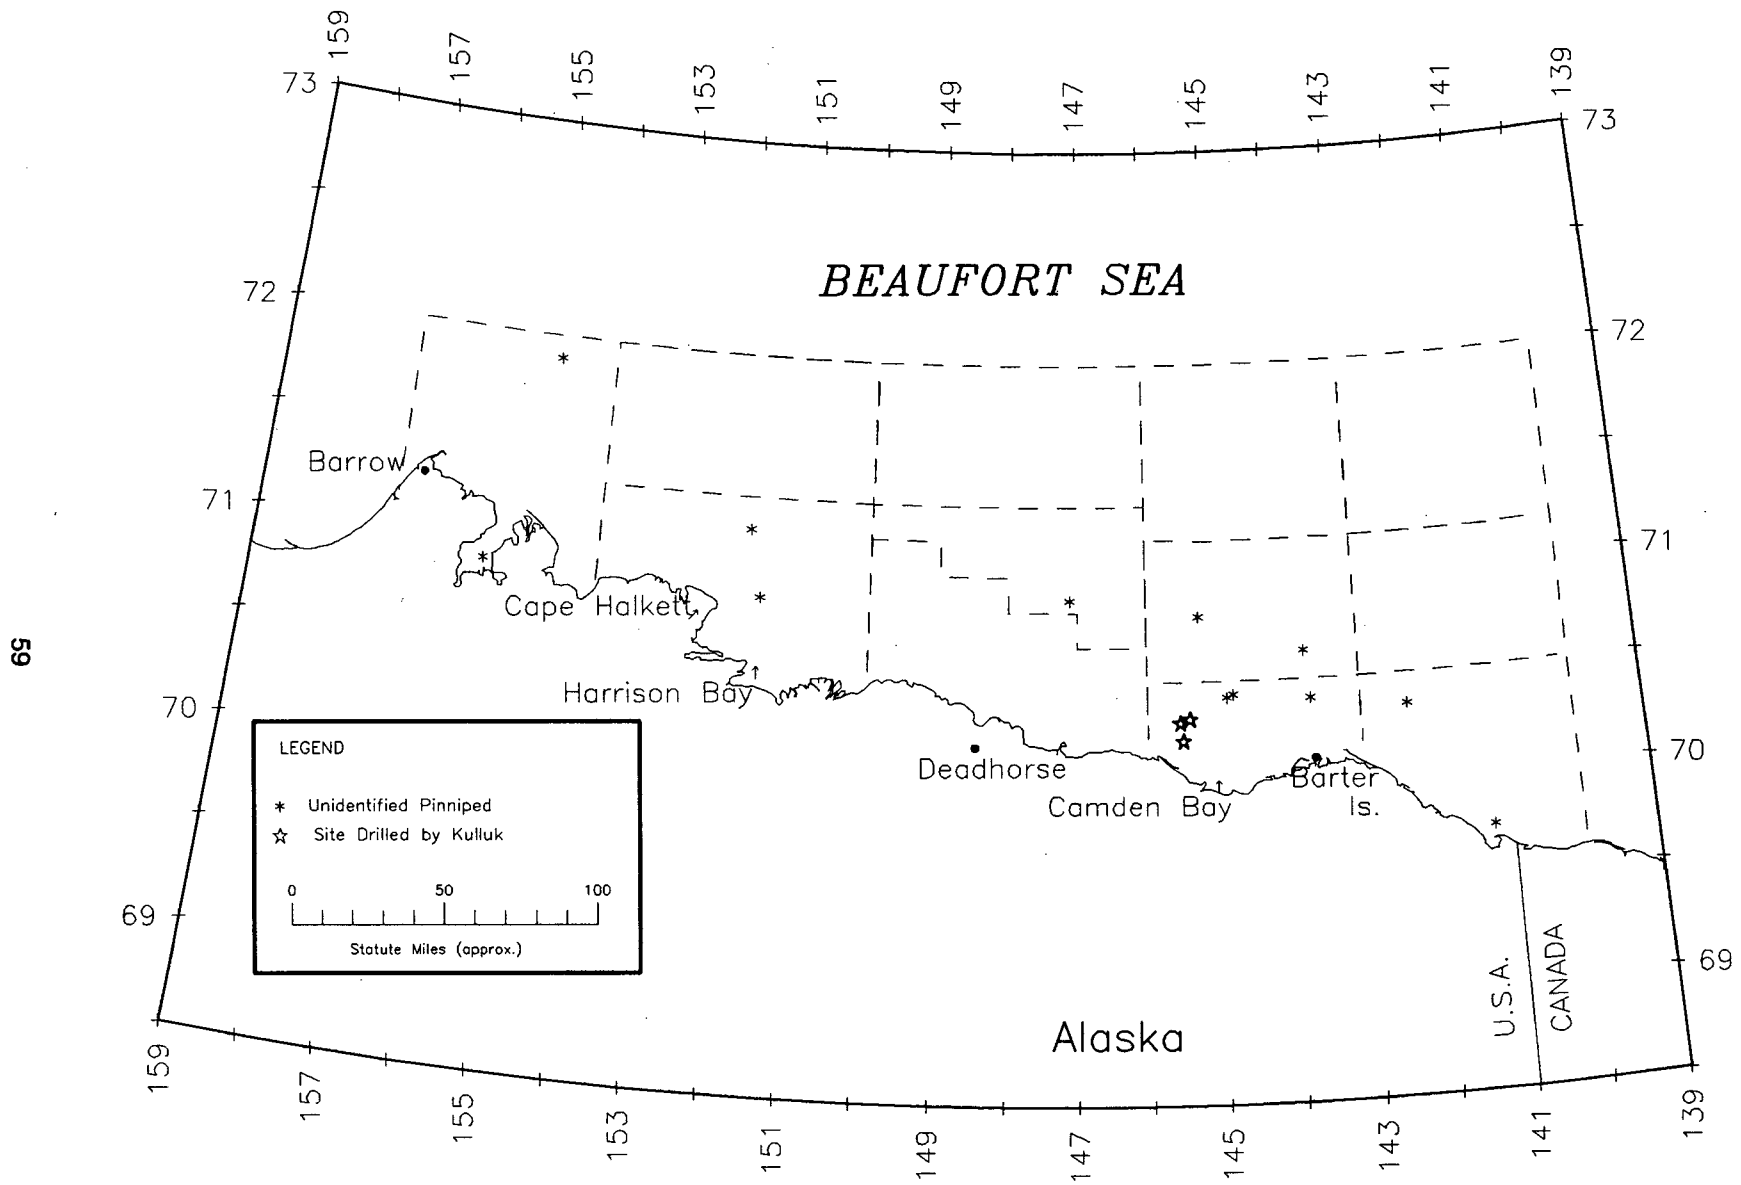 159
157
155
153
151
149
147
145
143
141
139
73
73
BEAUFORT SEA
72
72
Barrow
71
71
Cape Halkett
59
Harrison Bay
70
70
Deadhorse
Camden Bay
Barter
Is.
LEGEND
* Unidentified Pinniped
☆ Site Drilled by Kulluk
0 50 100
Statute Miles (approx.)
69
69
U.S.A.
CANADA
Alaska
159
157
155
153
151
149
147
145
143
141
139